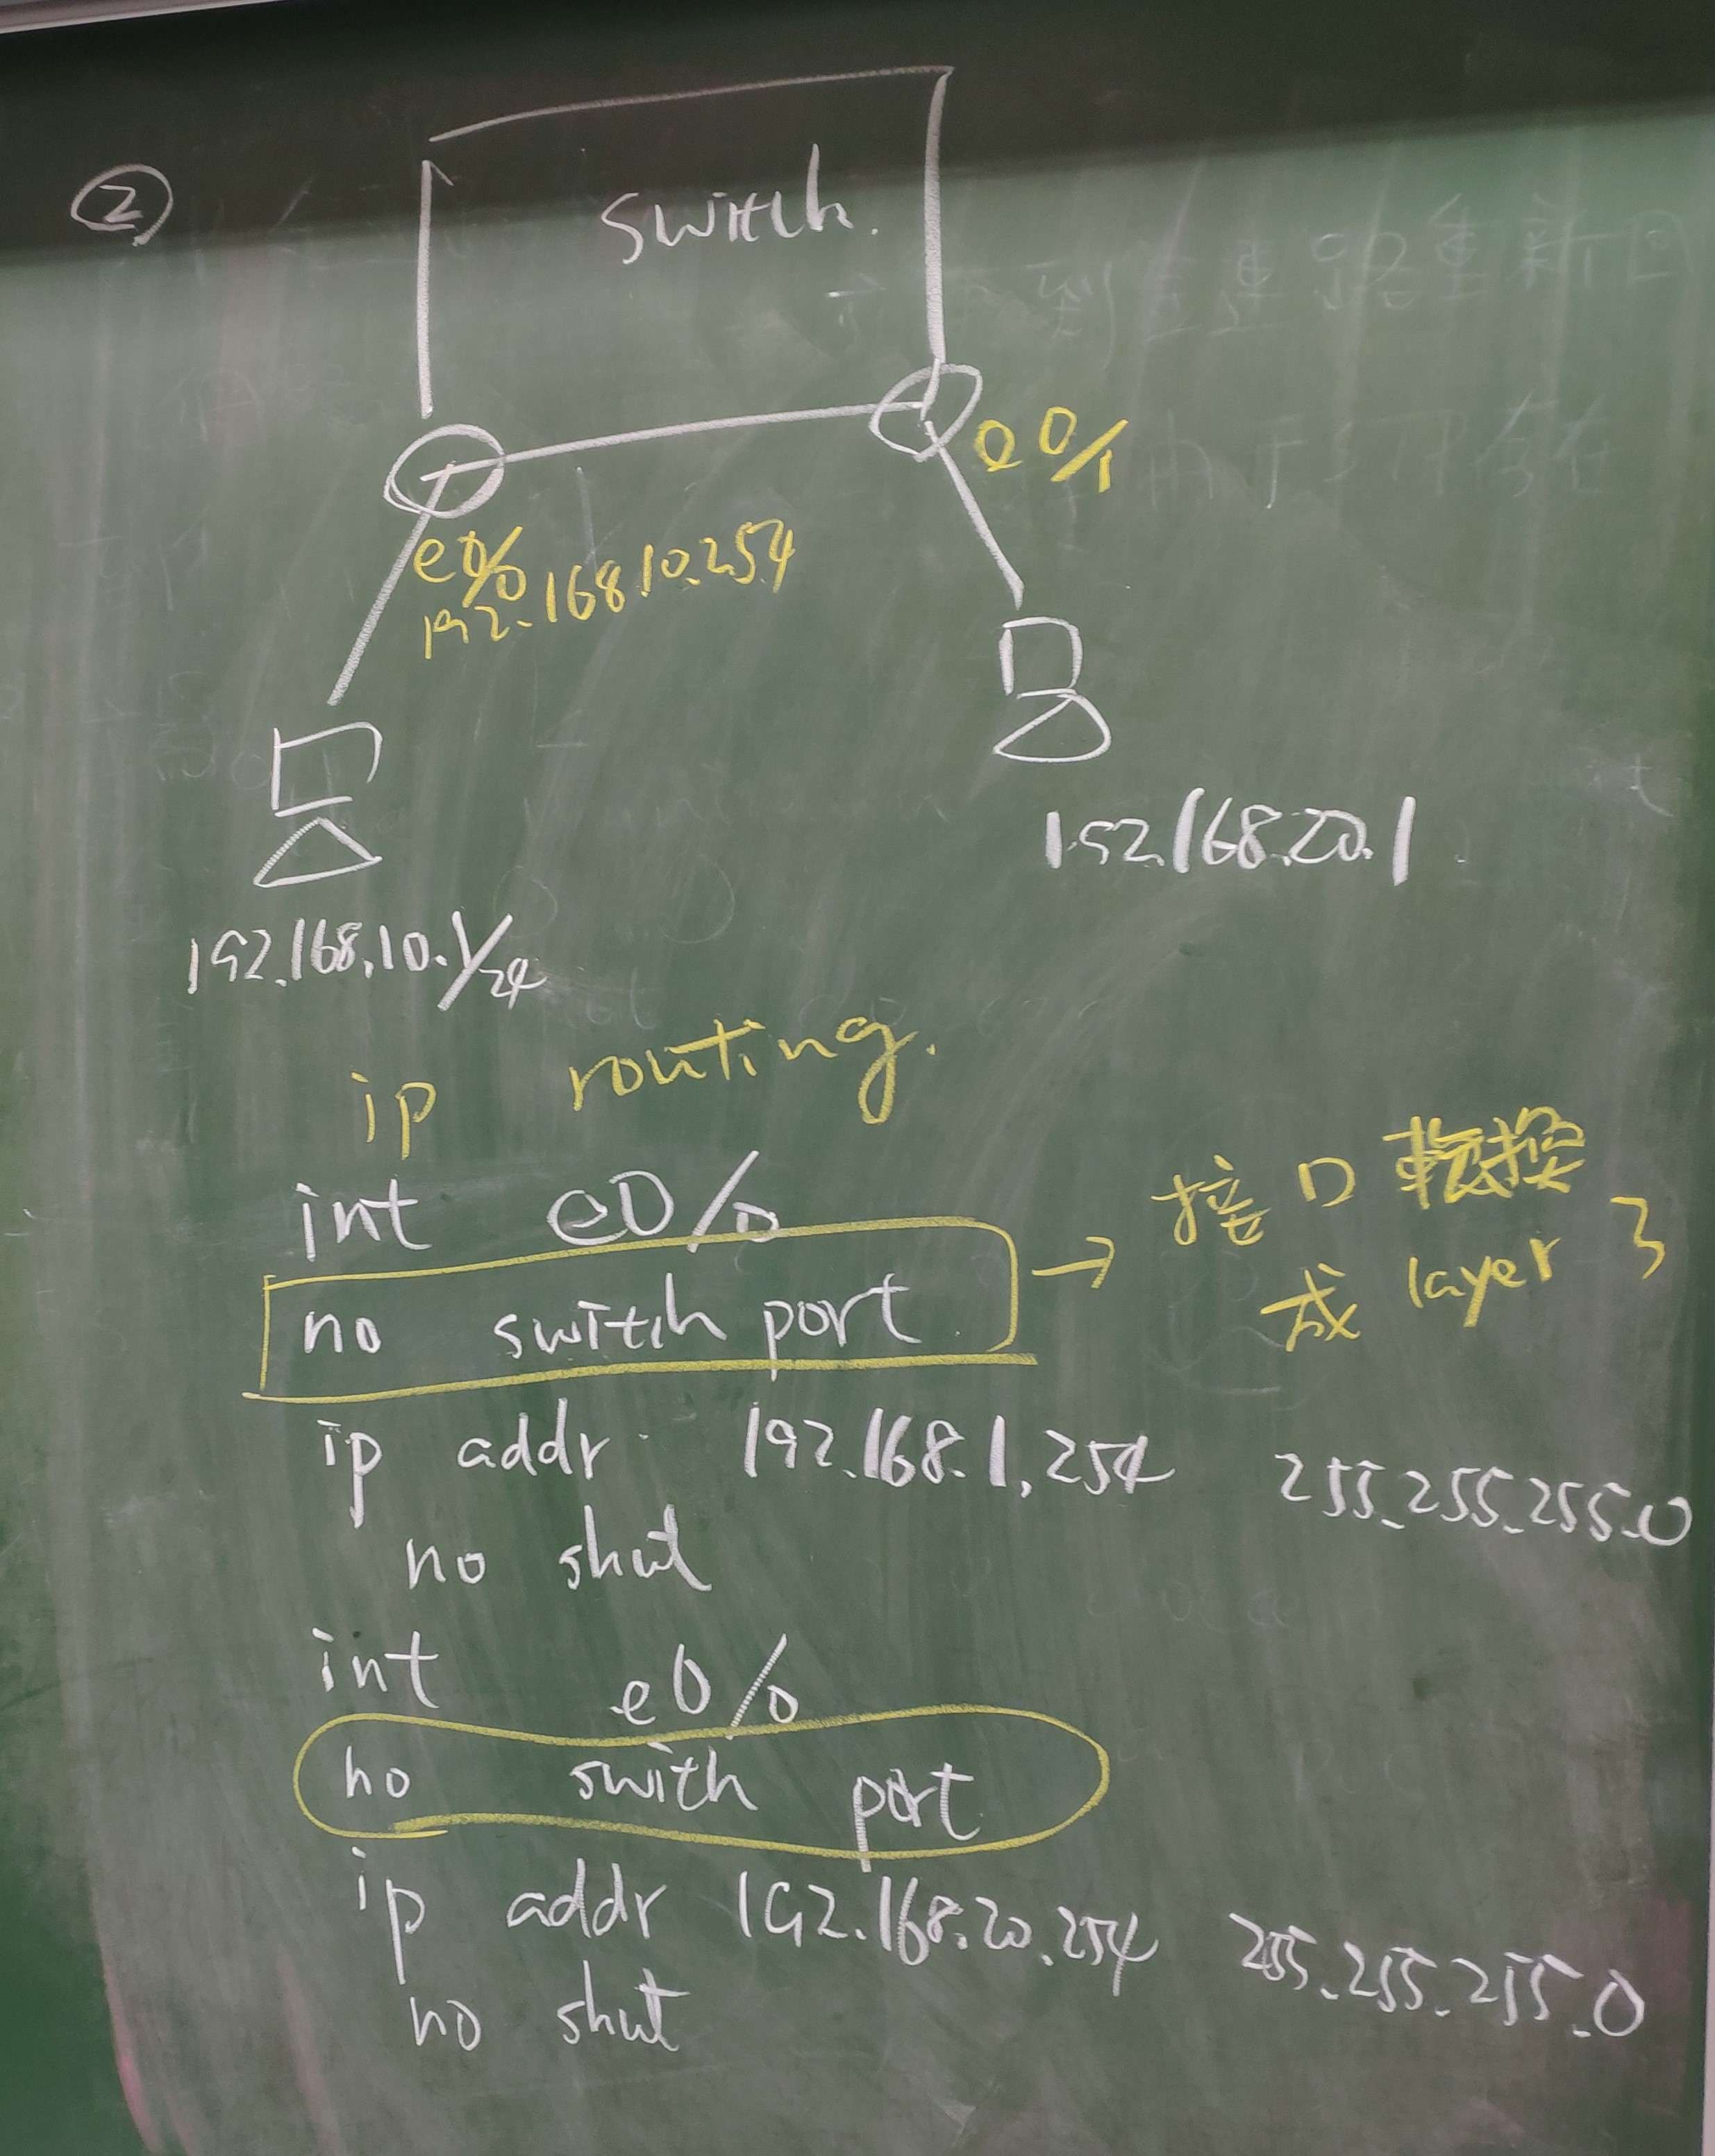 ②
switch.
e0/1
e0/0
192.168.10.254
192.168.20.1
192.168.10.1/24
ip routing.
int e0/0
no switch port → 接口轉換
成 layer 3
ip addr 192.168.1.254 255.255.255.0
no shut
int e0/0
no swith port
ip addr 192.168.20.254 255.255.255.0
no shut